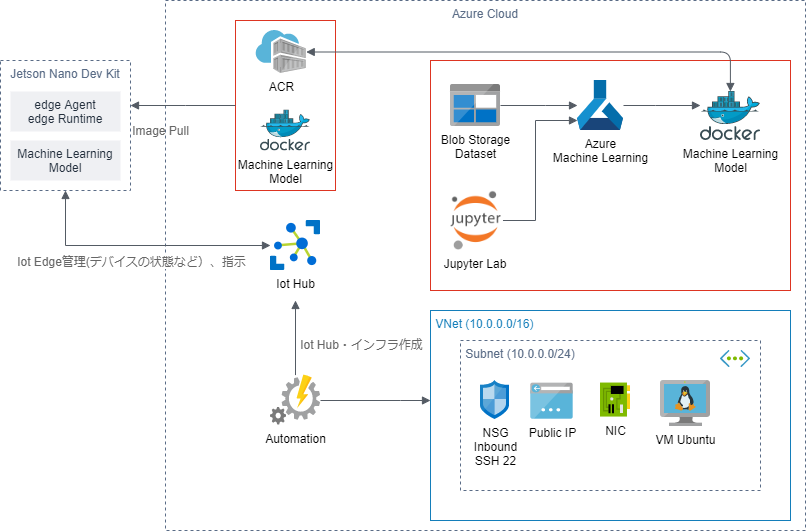 Azure Cloud
Jetson Nano Dev Kit
edge Agent
edge Runtime
Machine Learning
Model
Image Pull
ACR
docker
Machine Learning
Model
Blob Storage
Dataset
Azure
Machine Learning
docker
Machine Learning
Model
jupyter
Jupyter Lab
Iot Edge管理(デバイスの状態など）、指示
Iot Hub
Iot Hub・インフラ作成
Automation
VNet (10.0.0.0/16)
Subnet (10.0.0.0/24)
NSG
Inbound
SSH 22
Public IP
NIC
VM Ubuntu